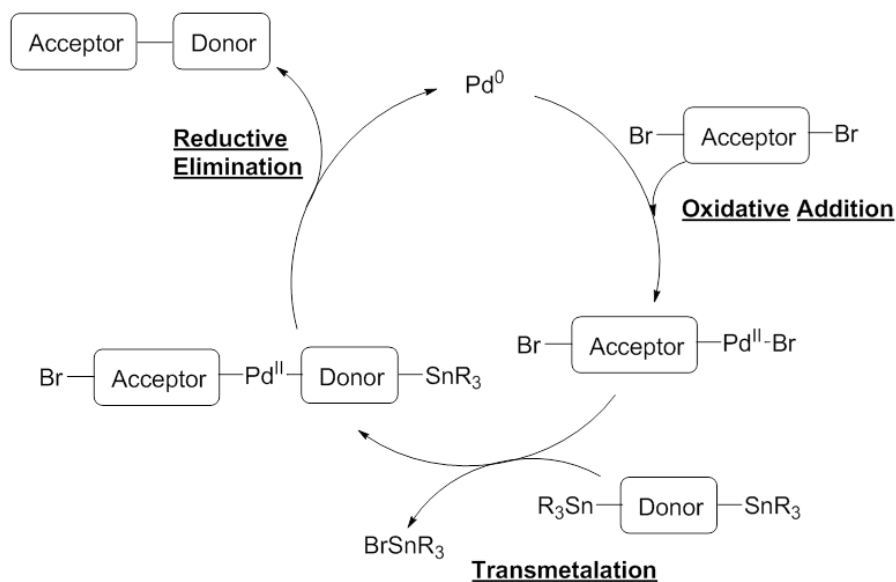 Acceptor Donor
Pd⁰
Br Acceptor Br
Reductive
Elimination
Oxidative Addition
Br Acceptor Pdᴵᴵ-Br
Br Acceptor Pdᴵᴵ Donor SnR₃
R₃Sn Donor SnR₃
BrSnR₃
Transmetalation